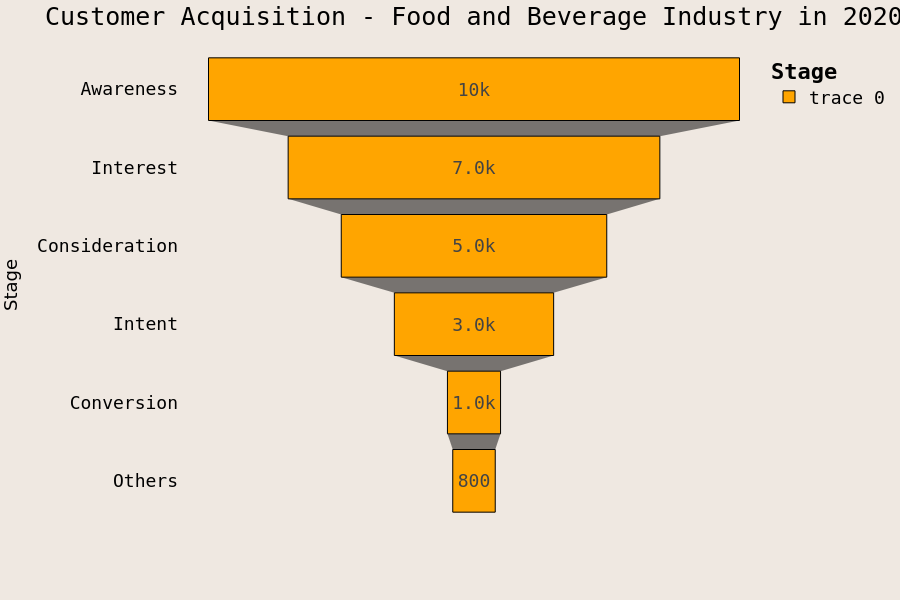 Customer Acquisition - Food and Beverage Industry in 2020
Stage
trace 0
Stage
Awareness 10k
Interest 7.0k
Consideration 5.0k
Intent 3.0k
Conversion 1.0k
Others 800